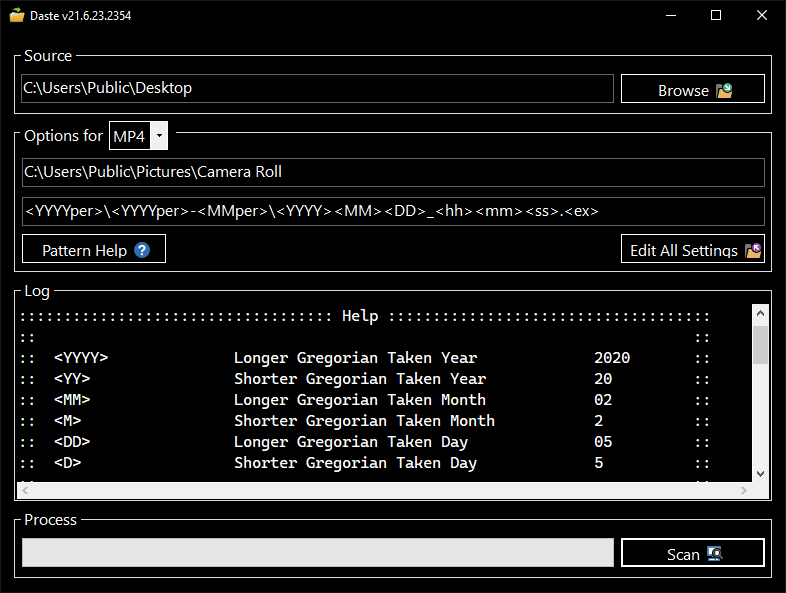 Daste v21.6.23.2354
Source
C:\Users\Public\Desktop
Browse
Options for MP4
C:\Users\Public\Pictures\Camera Roll
<YYYYper>\<YYYYper>-<MMper>\<YYYY><MM><DD>_<hh><mm><ss>.<ex>
Pattern Help ?
Edit All Settings
Log
::::::::::::::::::::::::::::::::::: Help ::::::::::::::::::::::::::::::::::::
:: ::
:: <YYYY> Longer Gregorian Taken Year 2020 ::
:: <YY> Shorter Gregorian Taken Year 20 ::
:: <MM> Longer Gregorian Taken Month 02 ::
:: <M> Shorter Gregorian Taken Month 2 ::
:: <DD> Longer Gregorian Taken Day 05 ::
:: <D> Shorter Gregorian Taken Day 5 ::
Process
Scan